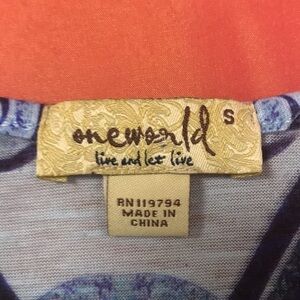 oneworld S
live and let live
RN119794
MADE IN
CHINA